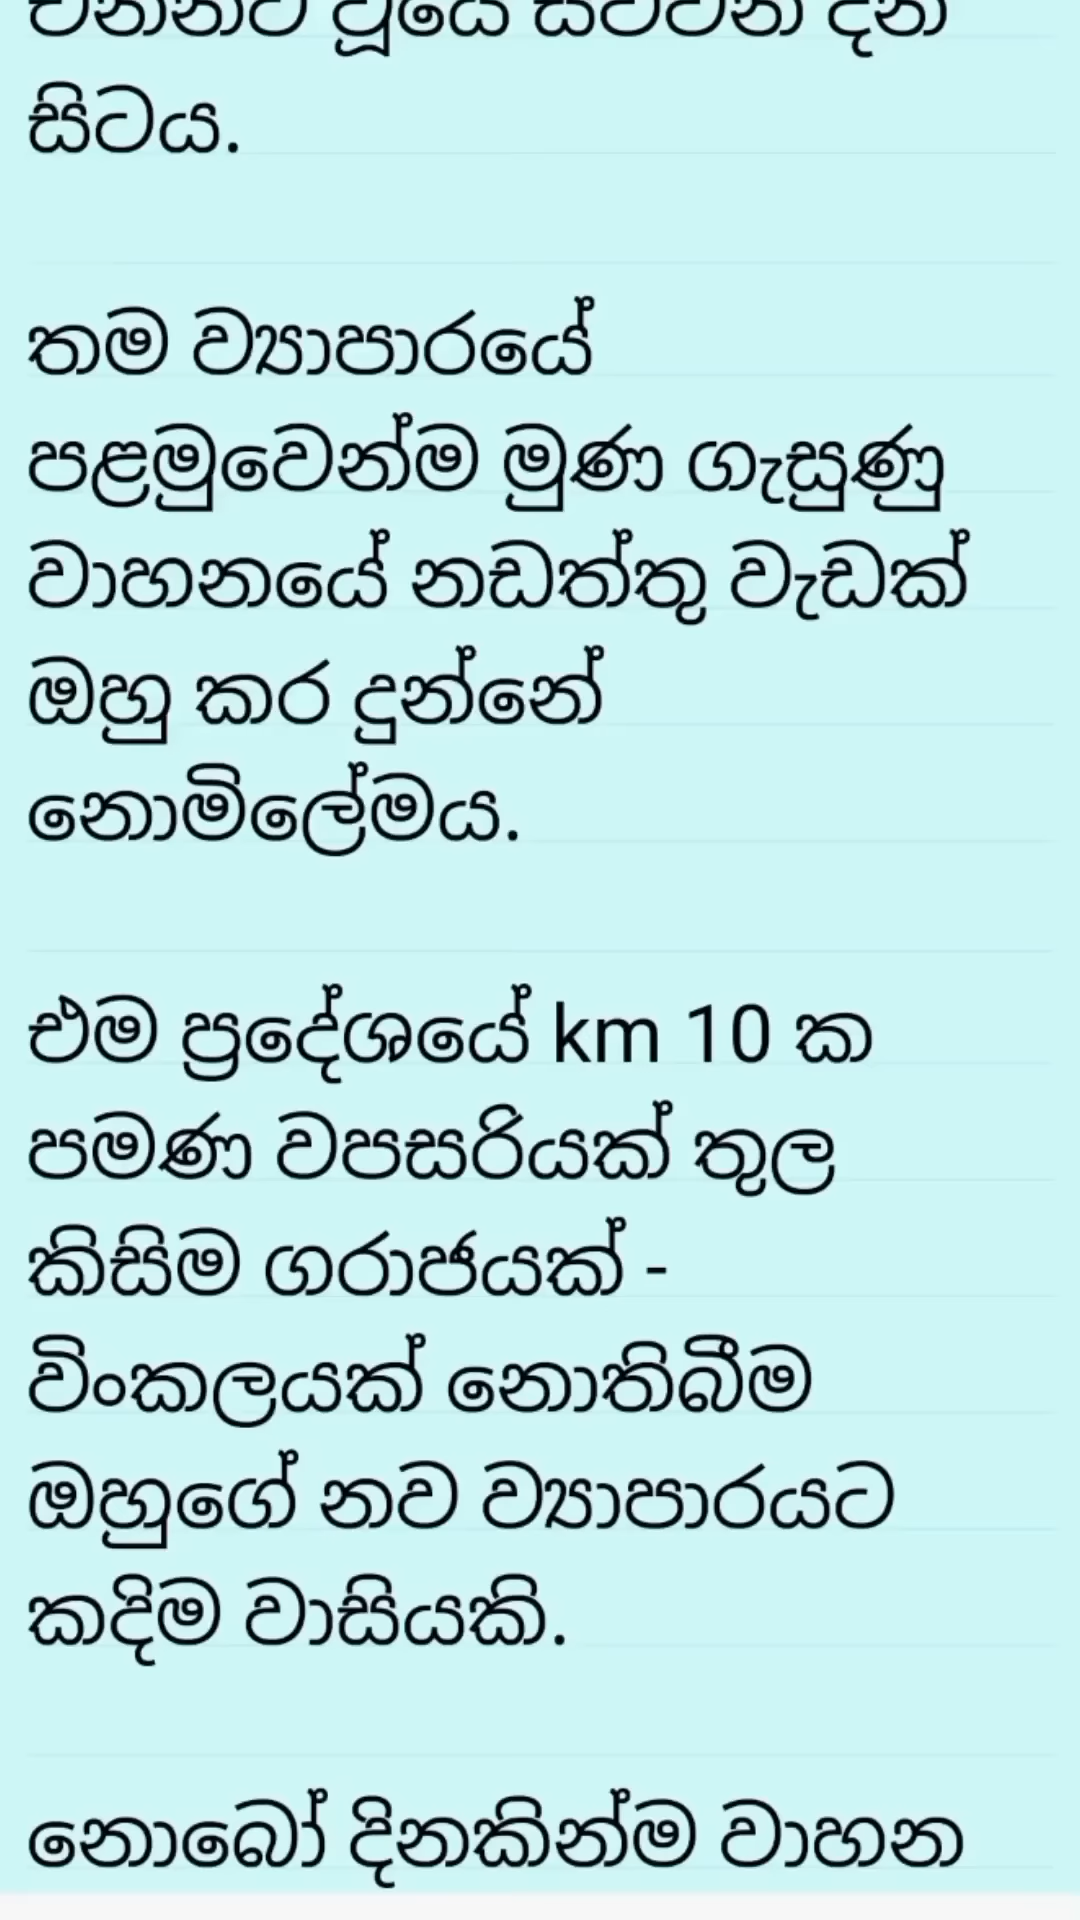 සිටය.
තම ව්‍යාපාරයේ
පළමුවෙන්ම මුණ ගැසුණු
වාහනයේ නඩත්තු වැඩක්
ඔහු කර දුන්නේ
නොමිලේමය.
එම ප්‍රදේශයේ km 10 ක
පමණ වපසරියක් තුල
කිසිම ගරාජයක් -
වින්කලයක් නොතිබීම
ඔහුගේ නව ව්‍යාපාරයට
කදිම වාසියකි.
නොබෝ දිනකින්ම වාහන